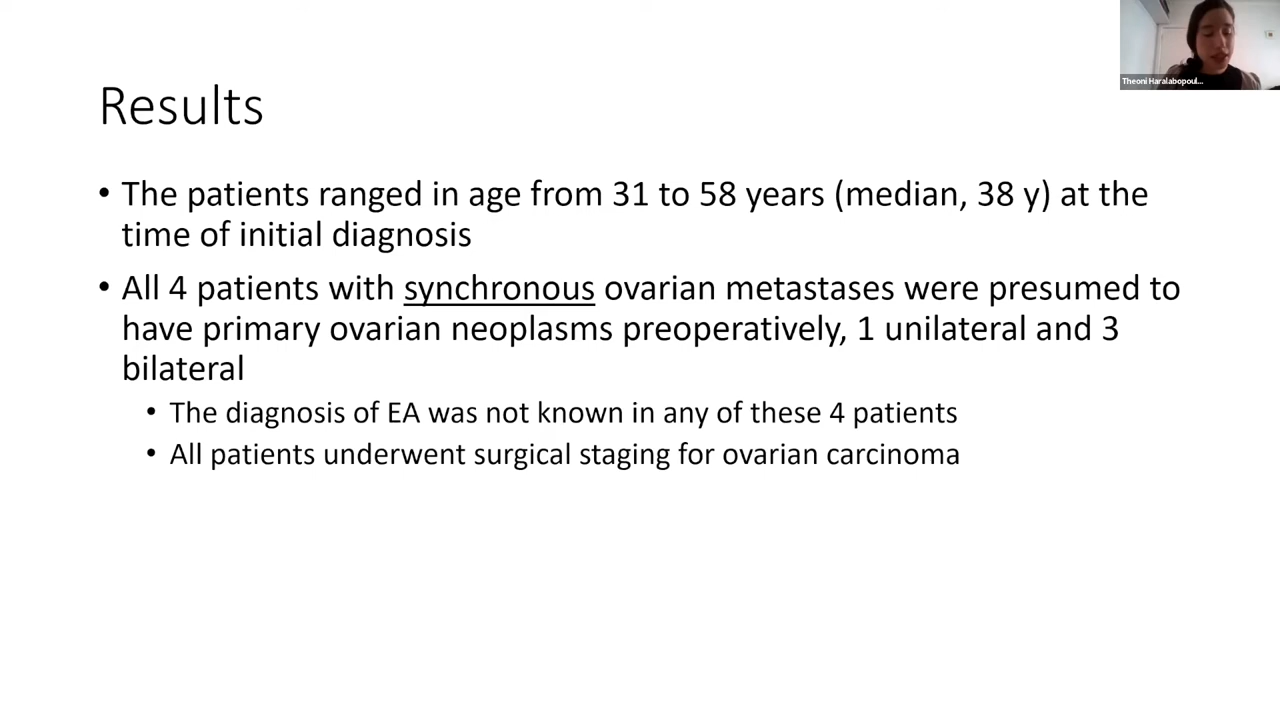 Theoni Haralabopoul...
Results
• The patients ranged in age from 31 to 58 years (median, 38 y) at the
time of initial diagnosis
• All 4 patients with synchronous ovarian metastases were presumed to
have primary ovarian neoplasms preoperatively, 1 unilateral and 3
bilateral
• The diagnosis of EA was not known in any of these 4 patients
• All patients underwent surgical staging for ovarian carcinoma